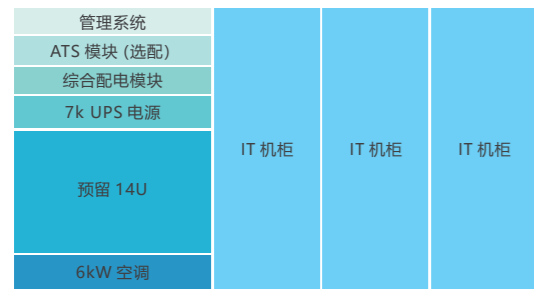 管理系统
ATS 模块 (选配)
综合配电模块
7k UPS 电源
预留 14U
6kW 空调
IT 机柜
IT 机柜
IT 机柜